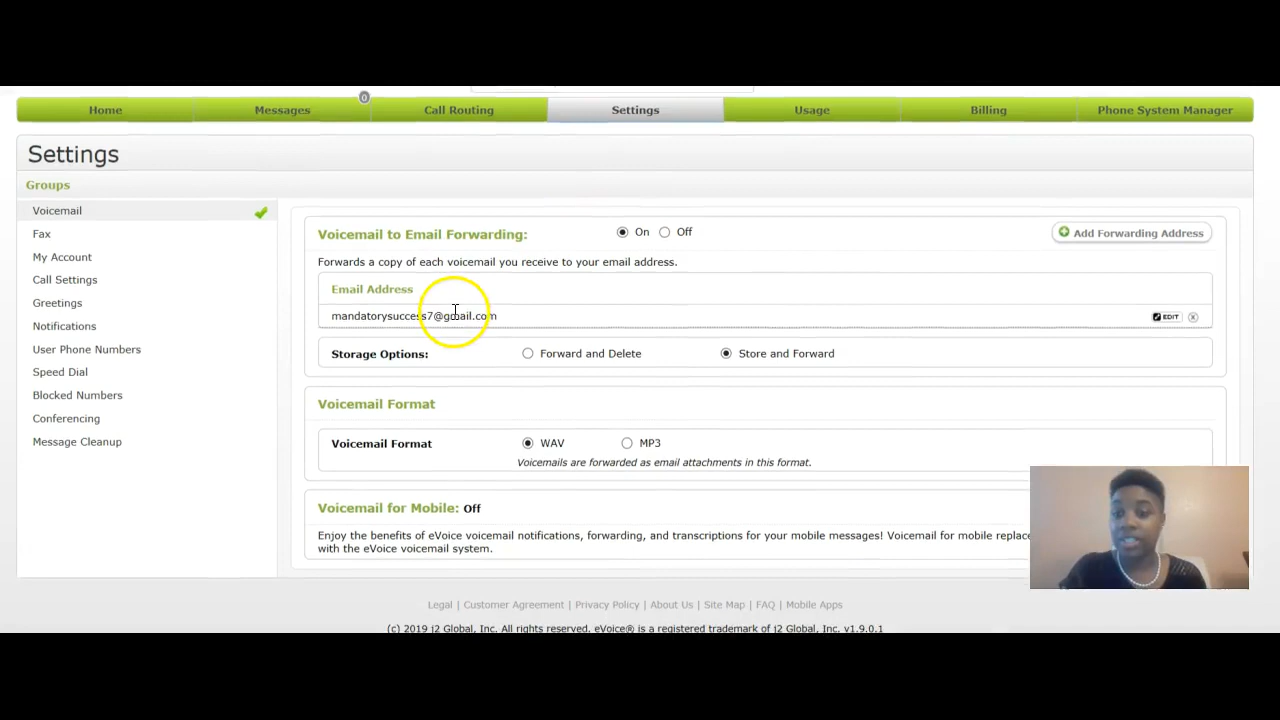 0
Home Messages Call Routing Settings Usage Billing Phone System Manager
Settings
Groups
Voicemail
Fax
My Account
Call Settings
Greetings
Notifications
User Phone Numbers
Speed Dial
Blocked Numbers
Conferencing
Message Cleanup
Voicemail to Email Forwarding: On Off Add Forwarding Address
Forwards a copy of each voicemail you receive to your email address.
Email Address
mandatorysuccess7@gmail.com EDIT
Storage Options: Forward and Delete Store and Forward
Voicemail Format
Voicemail Format WAV MP3
Voicemails are forwarded as email attachments in this format.
Voicemail for Mobile: Off
Enjoy the benefits of eVoice voicemail notifications, forwarding, and transcriptions for your mobile messages! Voicemail for mobile replace
with the eVoice voicemail system.
Legal | Customer Agreement | Privacy Policy | About Us | Site Map | FAQ | Mobile Apps
(c) 2019 j2 Global, Inc. All rights reserved. eVoice® is a registered trademark of j2 Global, Inc. v1.9.0.1